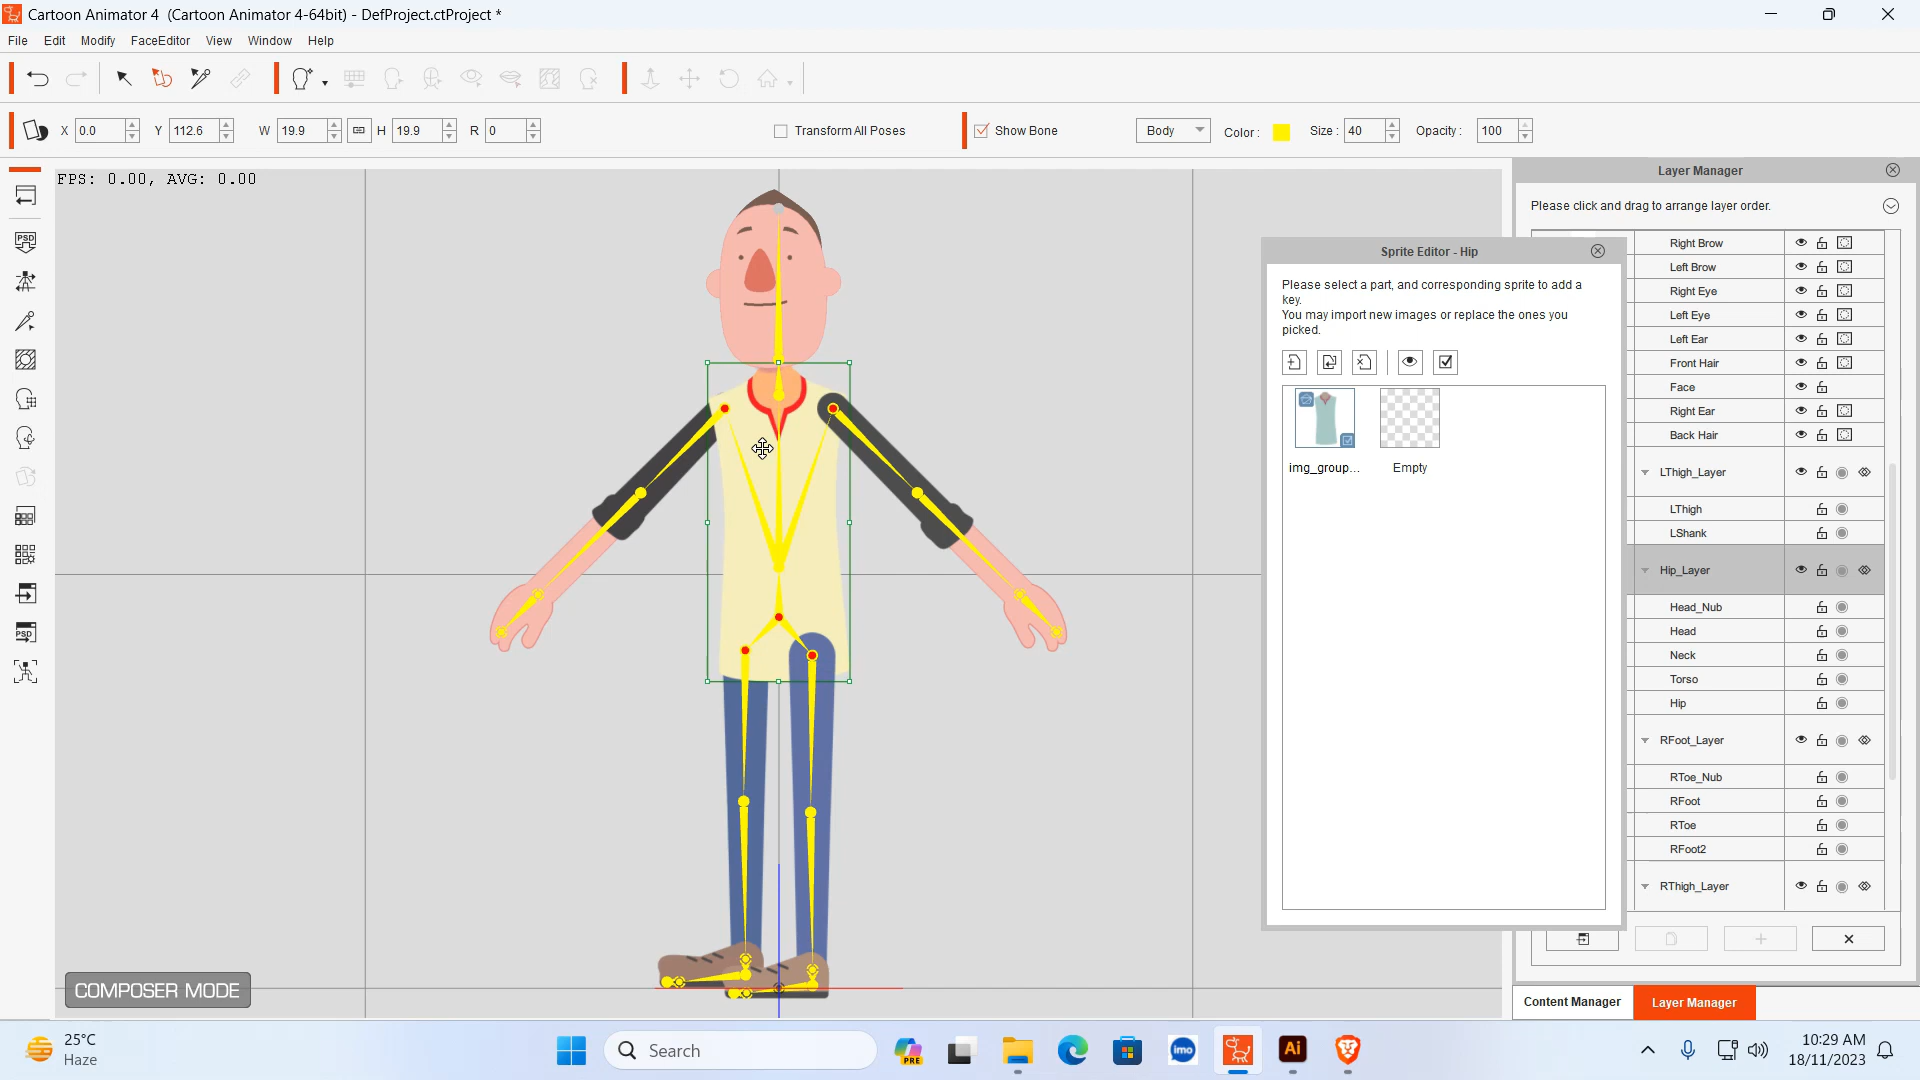 Cartoon Animator 4  (Cartoon Animator 4-64bit) - DefProject.ctProject *
File Edit Modify FaceEditor View Window Help
X 0.0 Y 112.6 W 19.9 H 19.9 R 0 Transform All Poses Show Bone Body Color : Size : 40 Opacity : 100
FPS: 0.00, AVG: 0.00
PSD
PSD
COMPOSER MODE
Sprite Editor - Hip
Please select a part, and corresponding sprite to add a
key.
You may import new images or replace the ones you
picked.
img_group... Empty
Layer Manager
Please click and drag to arrange layer order.
Right Brow
Left Brow
Right Eye
Left Eye
Left Ear
Front Hair
Face
Right Ear
Back Hair
LThigh_Layer
LThigh
LShank
Hip_Layer
Head_Nub
Head
Neck
Torso
Hip
RFoot_Layer
RToe_Nub
RFoot
RToe
RFoot2
RThigh_Layer
Content Manager Layer Manager
25°C
Haze
Search
PRE
imo
Ai
10:29 AM
18/11/2023